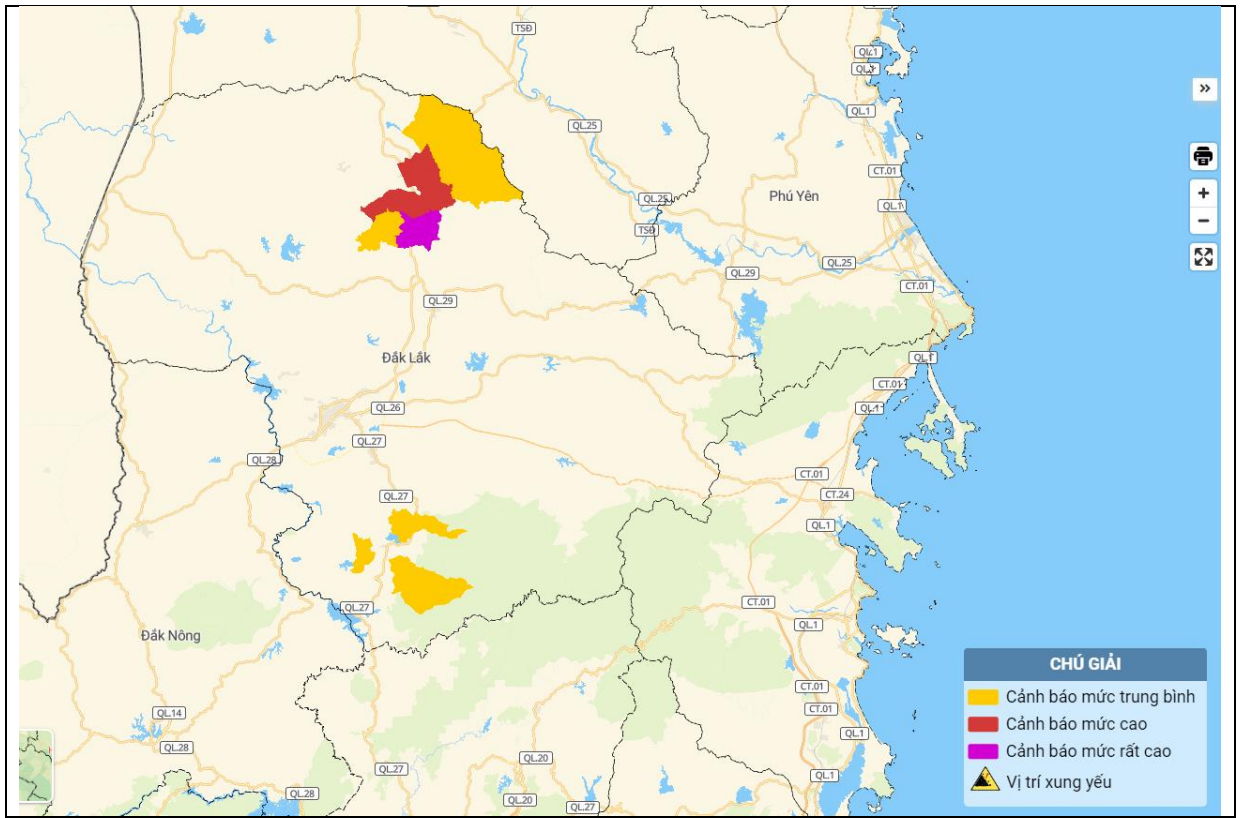 TSĐ
QL.1
QL.1
QL.1
QL.25
CT.01
Phú Yên
QL.25
QL.1
TSĐ
QL.25
QL.29
CT.01
QL.29
Đắk Lắk
QL.1
CT.01
QL.26
QL.1
QL.27
QL.28
CT.01
QL.27
CT.24
QL.1
CT.01
QL.27
QL.1
Đắk Nông
CHÚ GIẢI
CT.01
Cảnh báo mức trung bình
CT.01
QL.14
Cảnh báo mức cao
QL.1
QL.28
Cảnh báo mức rất cao
QL.20
QL.27
QL.1
Vị trí xung yếu
QL.28
QL.20
QL.27